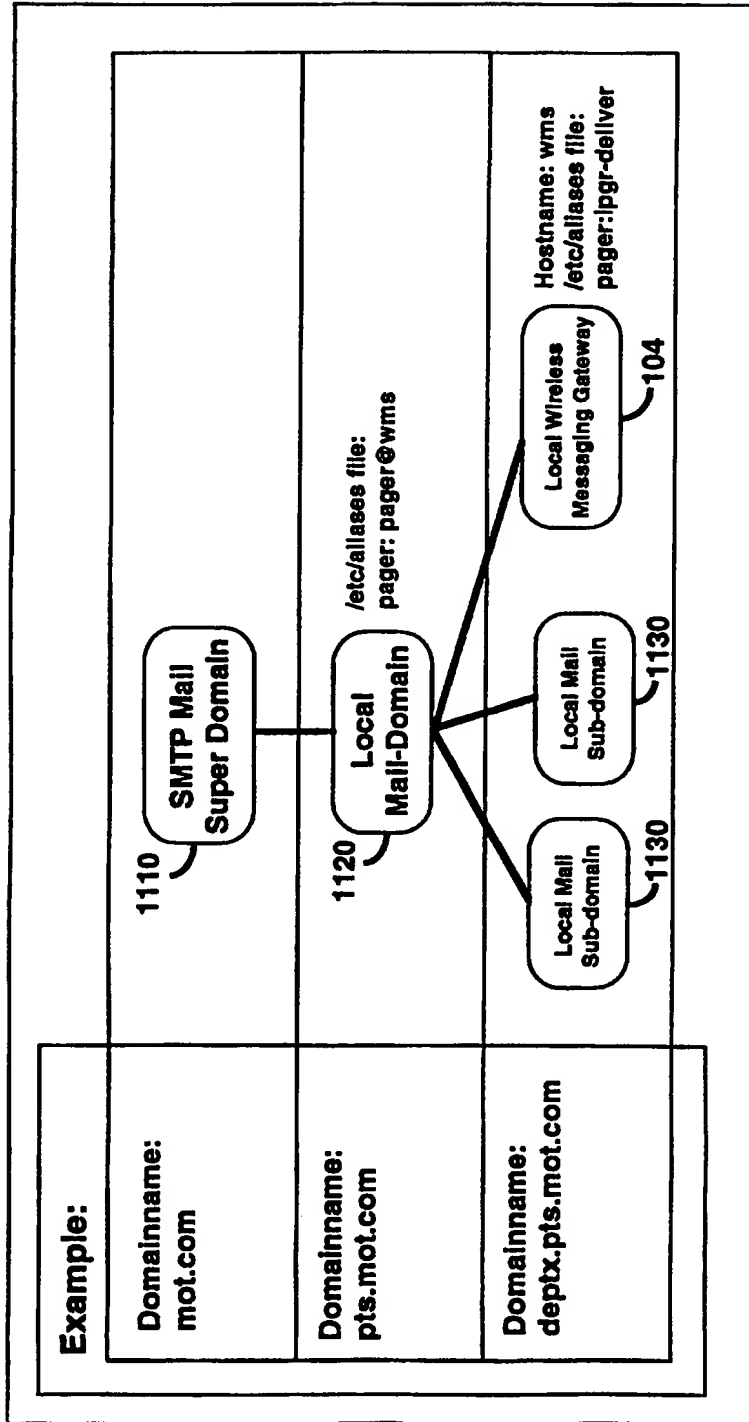 Example:
Domainname:
mot.com
1110
SMTP Mail
Super Domain
Domainname:
pts.mot.com
1120
Local
Mail-Domain
/etc/aliases file:
pager: pager@wms
Domainname:
deptx.pts.mot.com
Local Mail
Sub-domain
1130
Local Mail
Sub-domain
1130
Local Wireless
Messaging Gateway
104
Hostname: wms
/etc/aliases file:
pager:|pgr-deliver